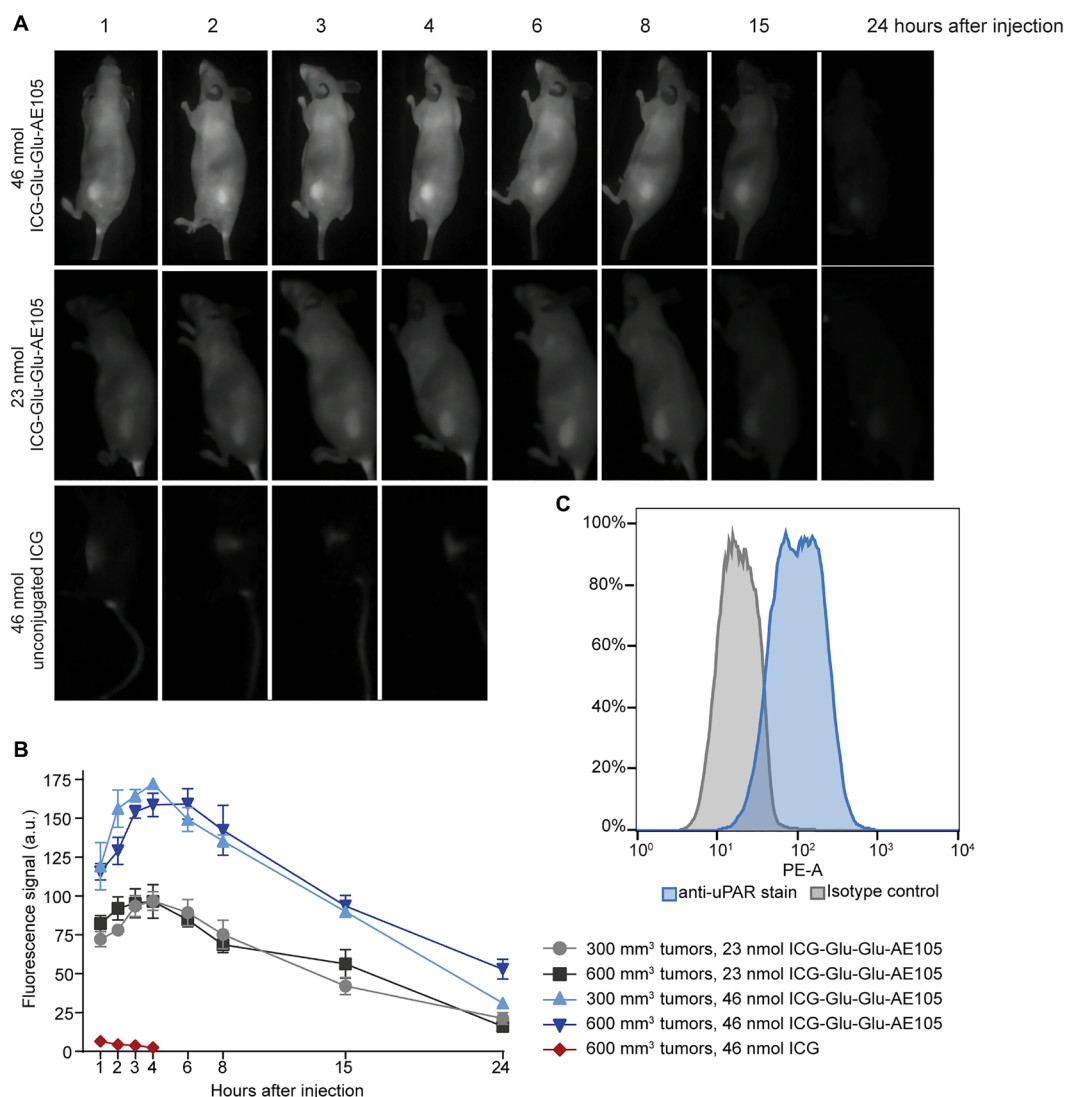 A
1 2 3 4 6 8 15 24 hours after injection
46 nmol
ICG-Glu-Glu-AE105
23 nmol
ICG-Glu-Glu-AE105
46 nmol
unconjugated ICG
C
100%
80%
60%
40%
20%
0%
10⁰ 10¹ 10² 10³ 10⁴
PE-A
anti-uPAR stain Isotype control
B
Fluorescence signal (a.u.)
175
150
125
100
75
50
25
0
1 2 3 4 6 8 15 24
Hours after injection
300 mm³ tumors, 23 nmol ICG-Glu-Glu-AE105
600 mm³ tumors, 23 nmol ICG-Glu-Glu-AE105
300 mm³ tumors, 46 nmol ICG-Glu-Glu-AE105
600 mm³ tumors, 46 nmol ICG-Glu-Glu-AE105
600 mm³ tumors, 46 nmol ICG